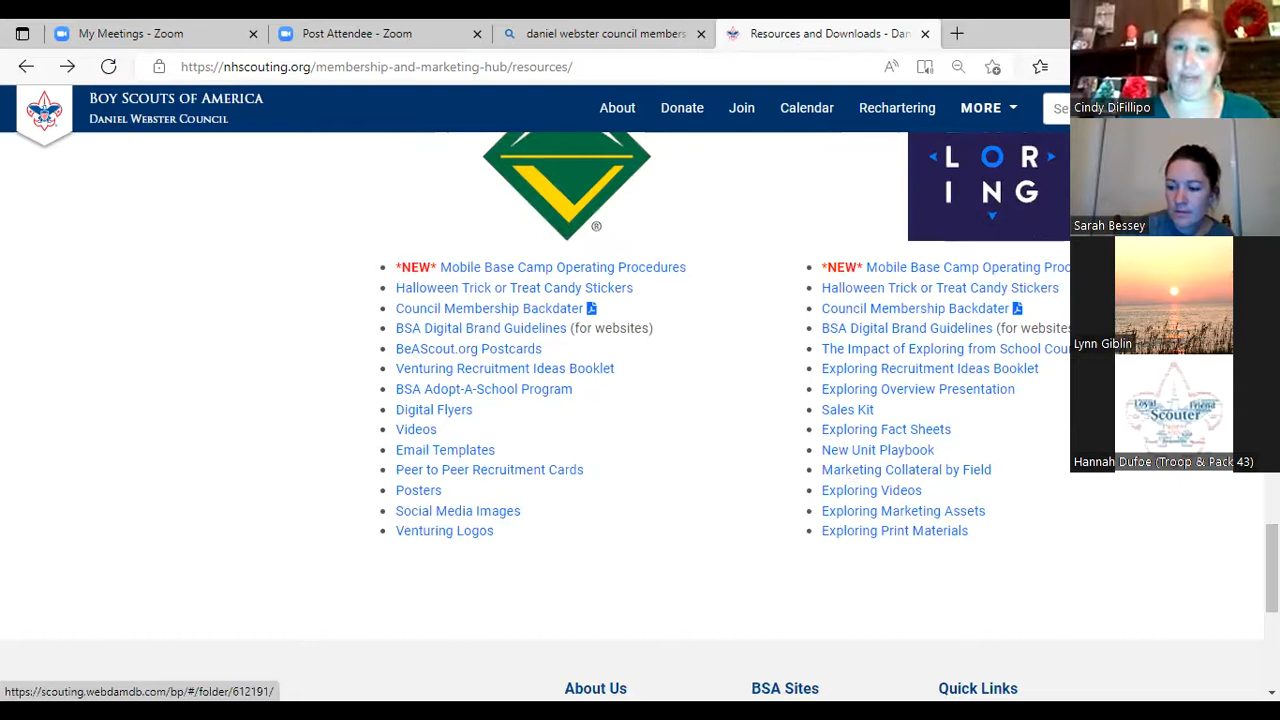 My Meetings - Zoom
Post Attendee - Zoom
daniel webster council members
Resources and Downloads - Dan
https://nhscouting.org/membership-and-marketing-hub/resources/
BOY SCOUTS OF AMERICA
DANIEL WEBSTER COUNCIL
About
Donate
Join
Calendar
Rechartering
MORE
Se
®
L O R
I N G
*NEW* Mobile Base Camp Operating Procedures
Halloween Trick or Treat Candy Stickers
Council Membership Backdater
BSA Digital Brand Guidelines (for websites)
BeAScout.org Postcards
Venturing Recruitment Ideas Booklet
BSA Adopt-A-School Program
Digital Flyers
Videos
Email Templates
Peer to Peer Recruitment Cards
Posters
Social Media Images
Venturing Logos
*NEW* Mobile Base Camp Operating Proc
Halloween Trick or Treat Candy Stickers
Council Membership Backdater
BSA Digital Brand Guidelines (for websites
The Impact of Exploring from School Cou
Exploring Recruitment Ideas Booklet
Exploring Overview Presentation
Sales Kit
Exploring Fact Sheets
New Unit Playbook
Marketing Collateral by Field
Exploring Videos
Exploring Marketing Assets
Exploring Print Materials
About Us
BSA Sites
Quick Links
https://scouting.webdamdb.com/bp/#/folder/612191/
Cindy DiFillipo
Sarah Bessey
Lynn Giblin
Loyal
Friend
Scouter
Hannah Dufoe (Troop & Pack 43)